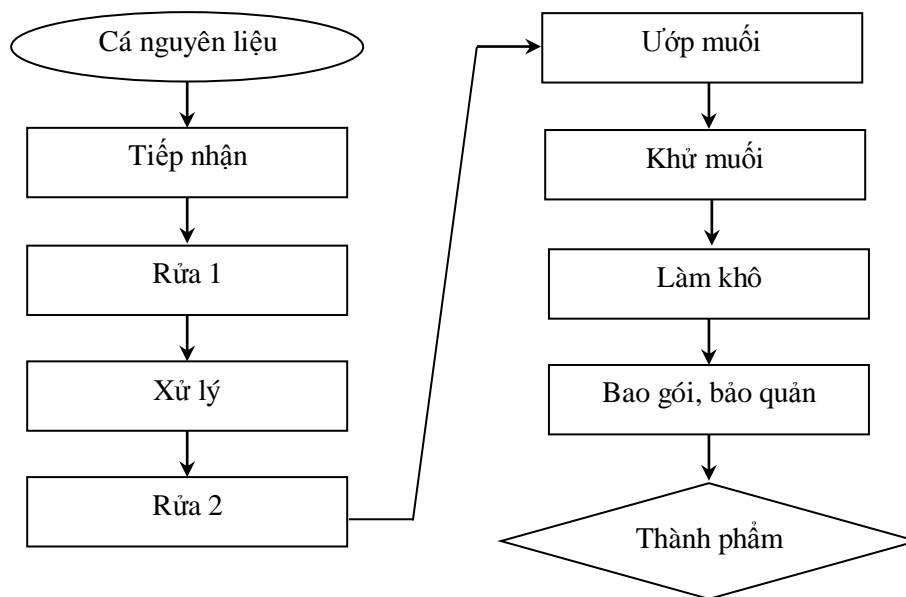 Cá nguyên liệu
Tiếp nhận
Rửa 1
Xử lý
Rửa 2
Ướp muối
Khử muối
Làm khô
Bao gói, bảo quản
Thành phẩm